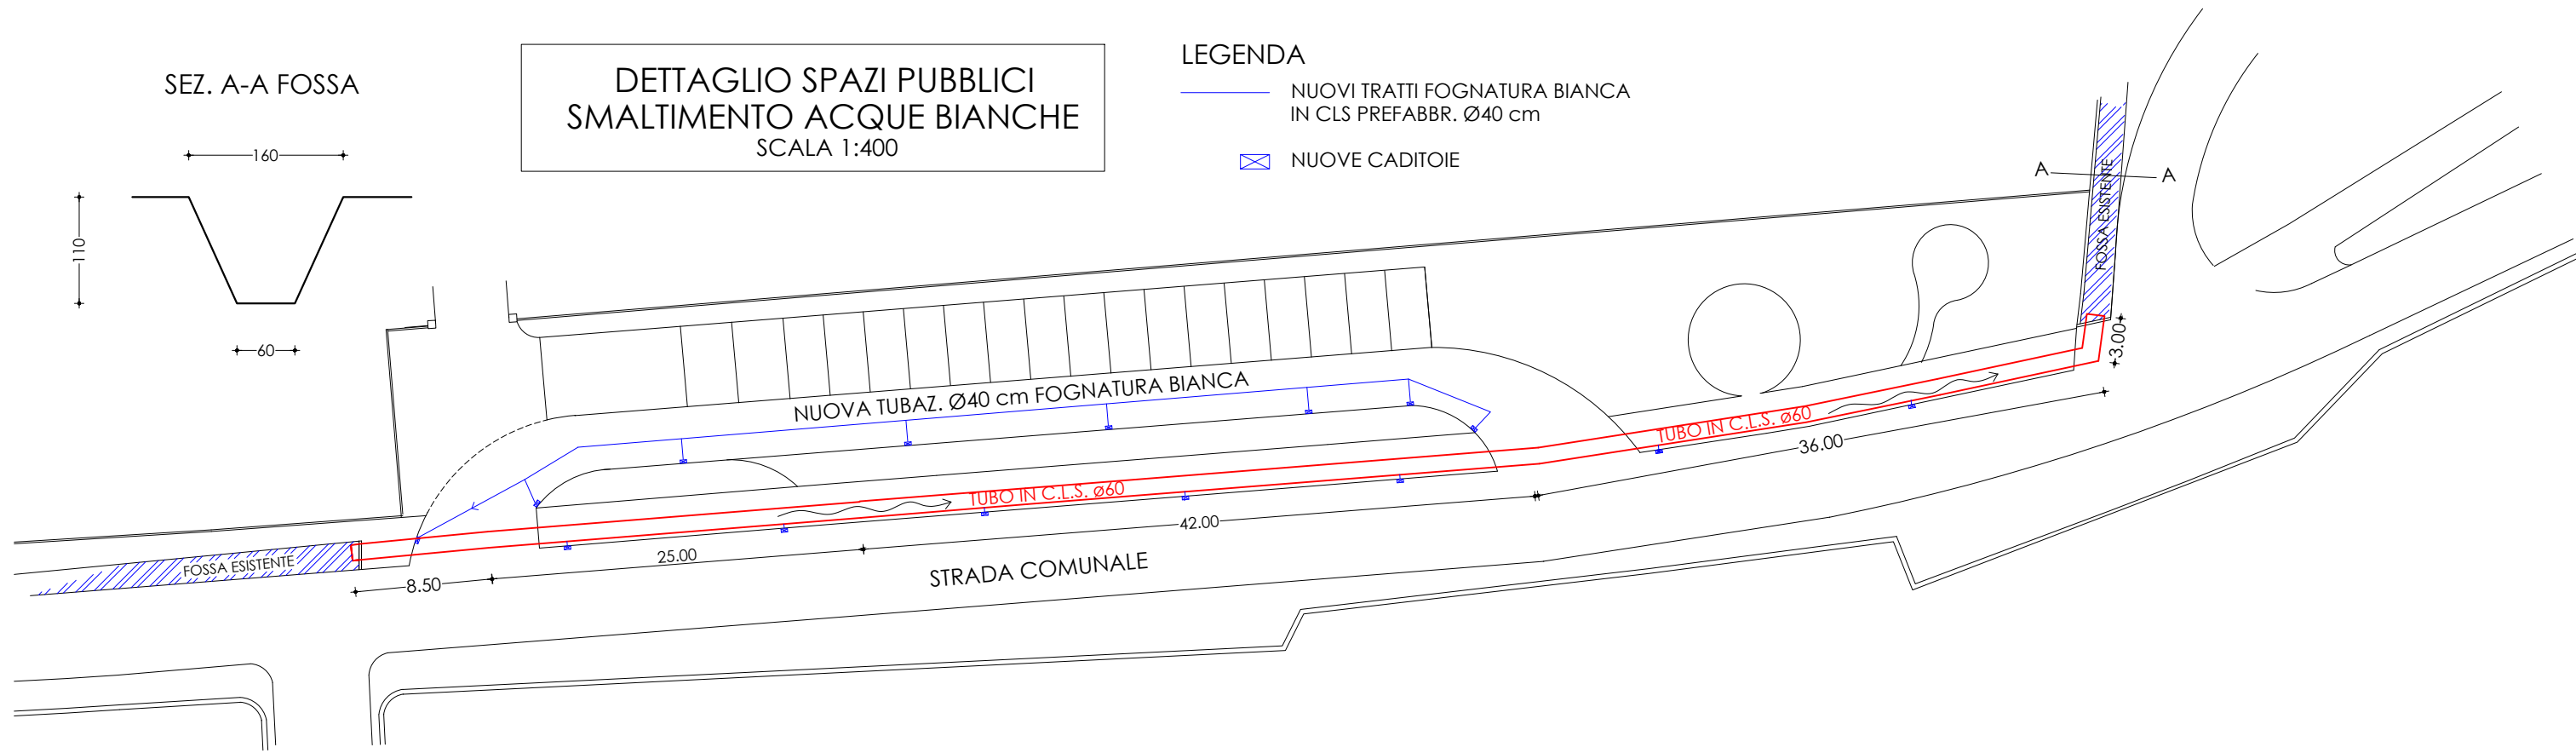 SEZ. A-A FOSSA
160
110
60
DETTAGLIO SPAZI PUBBLICI
SMALTIMENTO ACQUE BIANCHE
SCALA 1:400
LEGENDA
NUOVI TRATTI FOGNATURA BIANCA
IN CLS PREFABBR. Ø40 cm
NUOVE CADITOIE
A
A
FOSSA ESISTENTE
3.00
NUOVA TUBAZ. Ø40 cm FOGNATURA BIANCA
TUBO IN C.L.S. ø60
36.00
TUBO IN C.L.S. ø60
42.00
25.00
FOSSA ESISTENTE
8.50
STRADA COMUNALE